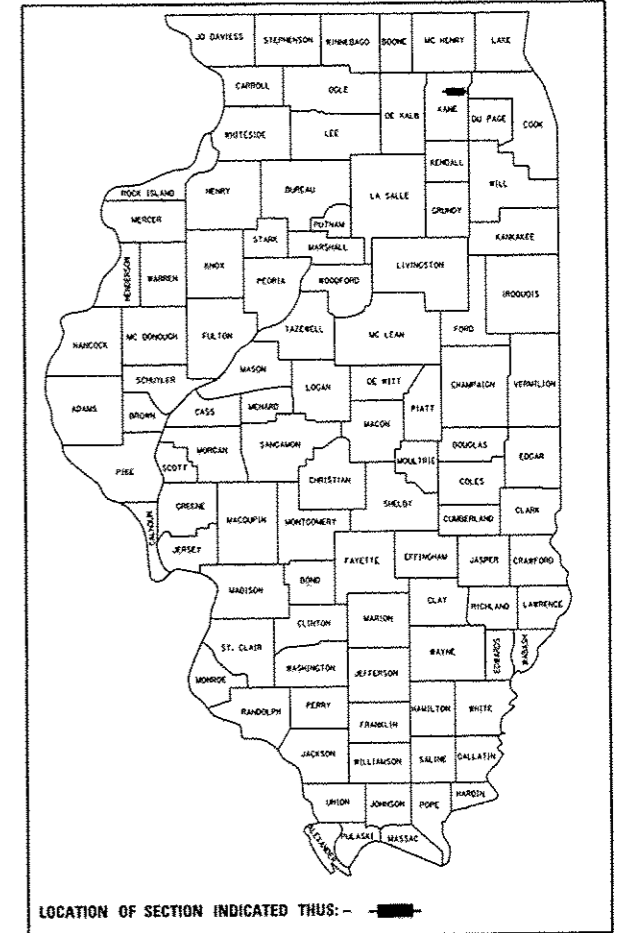 JO DAVIESS STEPHENSON WINNEBAGO BOONE MC HENRY LAKE
CARROLL OGLE
DE KALB KANE
DU PAGE COOK
WHITESIDE LEE
KENDALL
WILL
ROCK ISLAND HENRY BUREAU LA SALLE
GRUNDY
MERCER PUTNAM
KANKAKEE
STARK MARSHALL
HENDERSON WARREN KNOX LIVINGSTON
PEORIA WOODFORD
IROQUOIS
HANCOCK MC DONOUGH FULTON TAZEWELL MC LEAN FORD
MASON
SCHUYLER LOGAN DE WITT CHAMPAIGN VERMILION
ADAMS BROWN CASS MENARD PIATT
MACON
PIKE SCOTT MORGAN SANGAMON DOUGLAS
MOULTRIE EDGAR
CHRISTIAN COLES
CALHOUN GREENE SHELBY
MACOUPIN MONTGOMERY CUMBERLAND CLARK
JERSEY
FAYETTE EFFINGHAM JASPER CRAWFORD
MADISON BOND
CLAY RICHLAND LAWRENCE
CLINTON MARION
ST. CLAIR WAYNE EDWARDS WABASH
WASHINGTON JEFFERSON
MONROE
RANDOLPH PERRY HAMILTON WHITE
FRANKLIN
JACKSON WILLIAMSON SALINE GALLATIN
HARDIN
UNION JOHNSON POPE
ALEXANDER PULASKI MASSAC
LOCATION OF SECTION INDICATED THUS: -